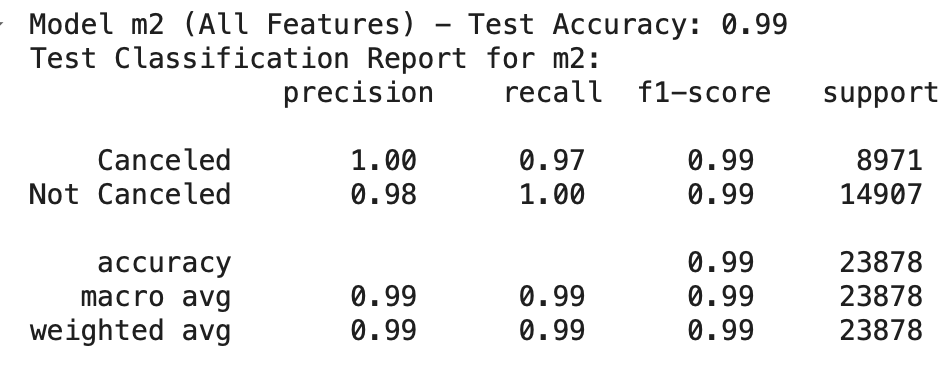 Model m2 (All Features) – Test Accuracy: 0.99
Test Classification Report for m2:
precision recall f1-score support
Canceled 1.00 0.97 0.99 8971
Not Canceled 0.98 1.00 0.99 14907
accuracy 0.99 23878
macro avg 0.99 0.99 0.99 23878
weighted avg 0.99 0.99 0.99 23878